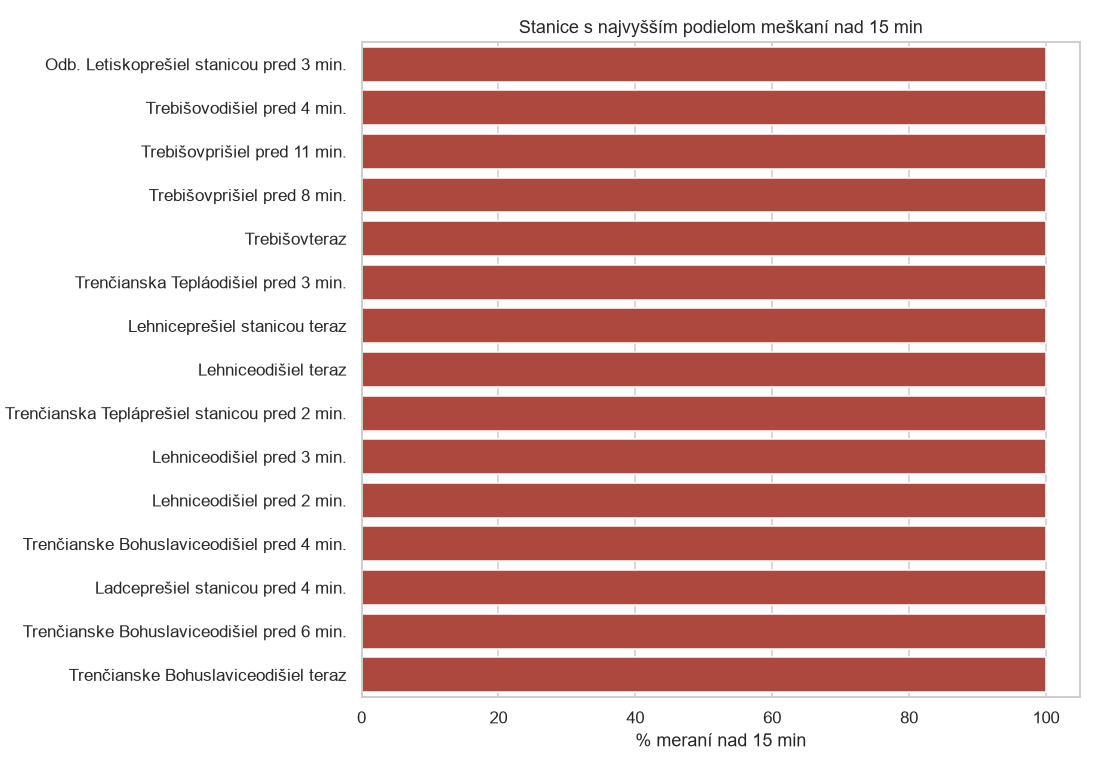 Stanice s najvyšším podielom meškaní nad 15 min
Odb. Letiskoprešiel stanicou pred 3 min.
Trebišovodišiel pred 4 min.
Trebišovprišiel pred 11 min.
Trebišovprišiel pred 8 min.
Trebišovteraz
Trenčianska Tepláodišiel pred 3 min.
Lehniceprešiel stanicou teraz
Lehniceodišiel teraz
Trenčianska Tepláprešiel stanicou pred 2 min.
Lehniceodišiel pred 3 min.
Lehniceodišiel pred 2 min.
Trenčianske Bohuslaviceodišiel pred 4 min.
Ladceprešiel stanicou pred 4 min.
Trenčianske Bohuslaviceodišiel pred 6 min.
Trenčianske Bohuslaviceodišiel teraz
0 20 40 60 80 100
% meraní nad 15 min